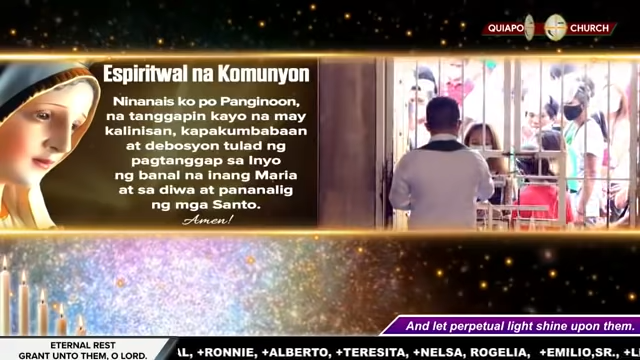 QUIAPO CHURCH
Espiritwal na Komunyon
Ninanais ko po Panginoon,
na tanggapin kayo na may
kalinisan, kapakumbabaan
at debosyon tulad ng
pagtanggap sa Inyo
ng banal na inang Maria
at sa diwa at pananalig
ng mga Santo.
Amen!
And let perpetual light shine upon them.
ETERNAL REST
GRANT UNTO THEM, O LORD.
AL, +RONNIE, +ALBERTO, +TERESITA, +NELSA, ROGELIA, +EMILIO,SR., +L